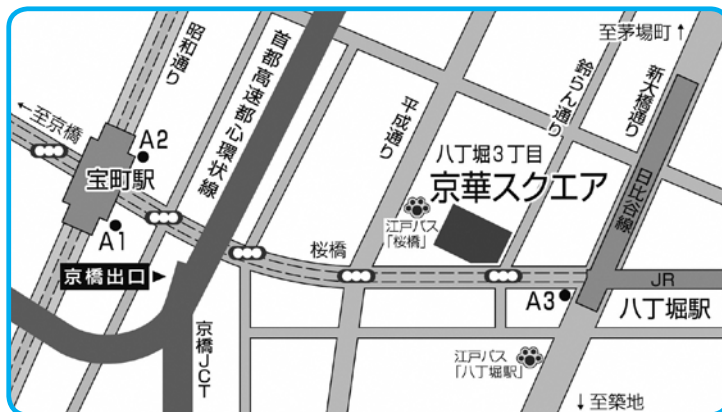 至茅場町↑
昭和通り
首都高速都心環状線
鈴らん通り
新大橋通り
←至京橋
平成通り
A2
八丁堀3丁目
日比谷線
宝町駅
京華スクエア
A1
江戸バス
「桜橋」
桜橋
京橋出口▶
JR
A3
八丁堀駅
京橋JCT
江戸バス
「八丁堀駅」
↓至築地